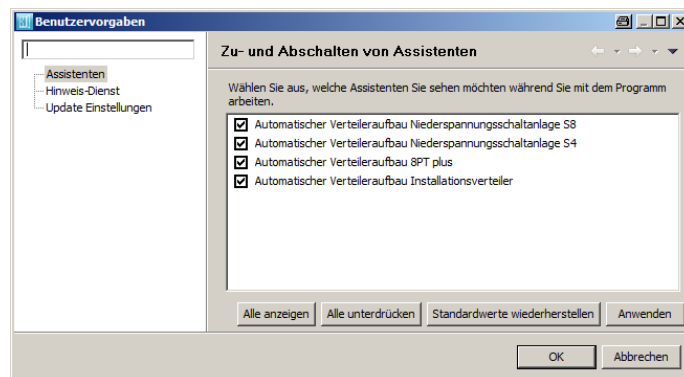 Benutzervorgaben
Zu- und Abschalten von Assistenten
Assistenten
Hinweis-Dienst
Update Einstellungen
Wählen Sie aus, welche Assistenten Sie sehen möchten während Sie mit dem Programm
arbeiten.
Automatischer Verteileraufbau Niederspannungsschaltanlage S8
Automatischer Verteileraufbau Niederspannungsschaltanlage S4
Automatischer Verteileraufbau 8PT plus
Automatischer Verteileraufbau Installationsverteiler
Alle anzeigen Alle unterdrücken Standardwerte wiederherstellen Anwenden
OK Abbrechen